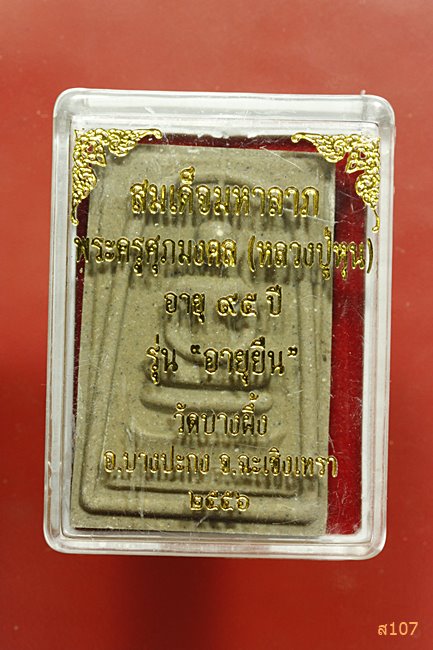 สมเด็จมหาลาภ
พระครูศุภมงคล (หลวงปู่หุน)
อายุ ๙๕ ปี
รุ่น "อายุยืน"
วัดบางผึ้ง
อ.บางปะกง จ.ฉะเชิงเทรา
๒๕๕๖
ส107